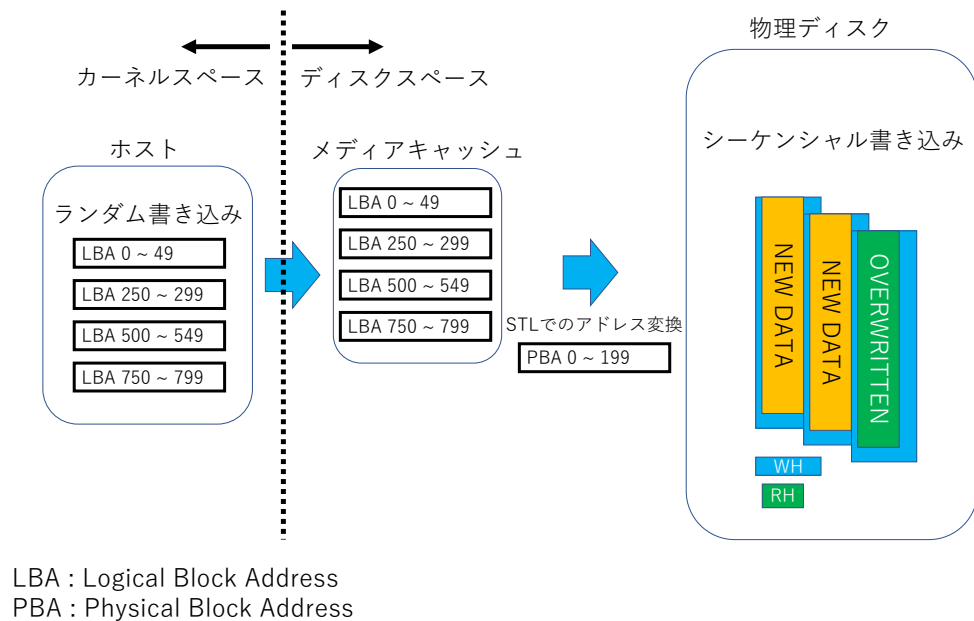 カーネルスペース
ディスクスペース
物理ディスク
ホスト
ランダム書き込み
LBA 0 ~ 49
LBA 250 ~ 299
LBA 500 ~ 549
LBA 750 ~ 799
メディアキャッシュ
LBA 0 ~ 49
LBA 250 ~ 299
LBA 500 ~ 549
LBA 750 ~ 799
STLでのアドレス変換
PBA 0 ~ 199
シーケンシャル書き込み
NEW DATA
NEW DATA
OVERWRITTEN
WH
RH
LBA : Logical Block Address
PBA : Physical Block Address